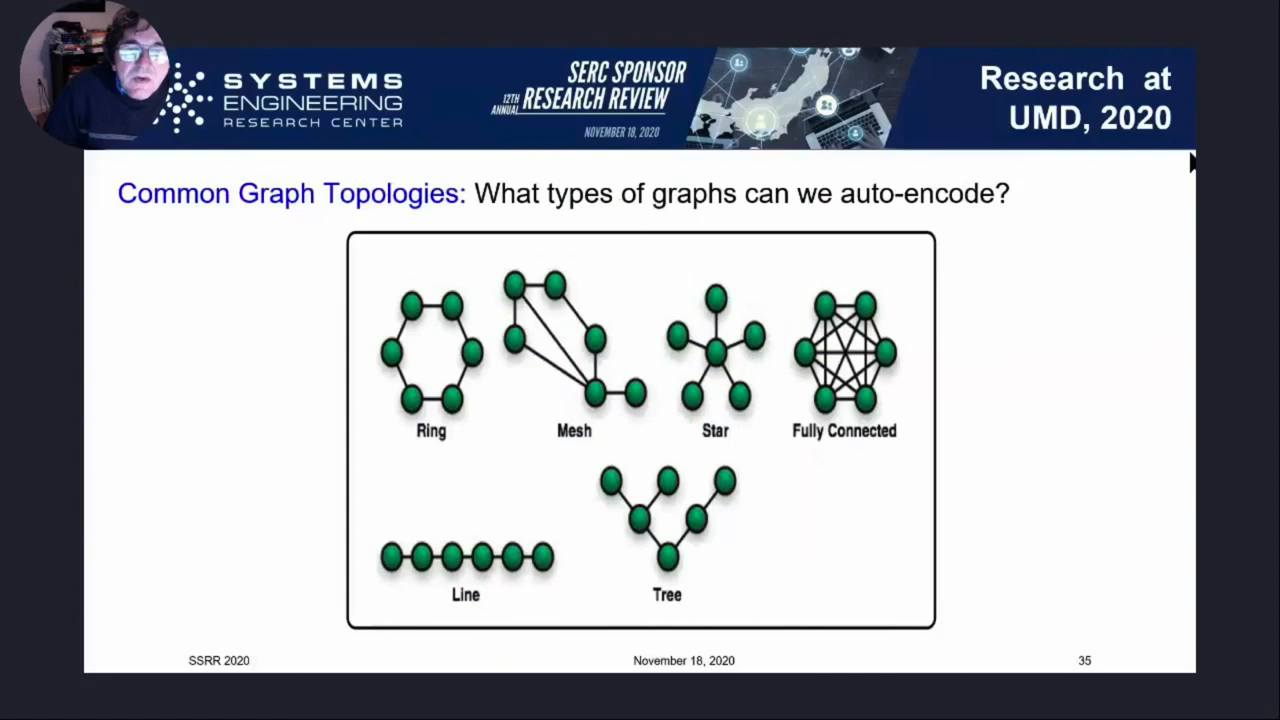 SYSTEMS
ENGINEERING
RESEARCH CENTER
SERC SPONSOR
12TH ANNUAL RESEARCH REVIEW
NOVEMBER 18, 2020
Research at
UMD, 2020
Common Graph Topologies: What types of graphs can we auto-encode?
Ring Mesh Star Fully Connected
Line Tree
SSRR 2020 November 18, 2020 35